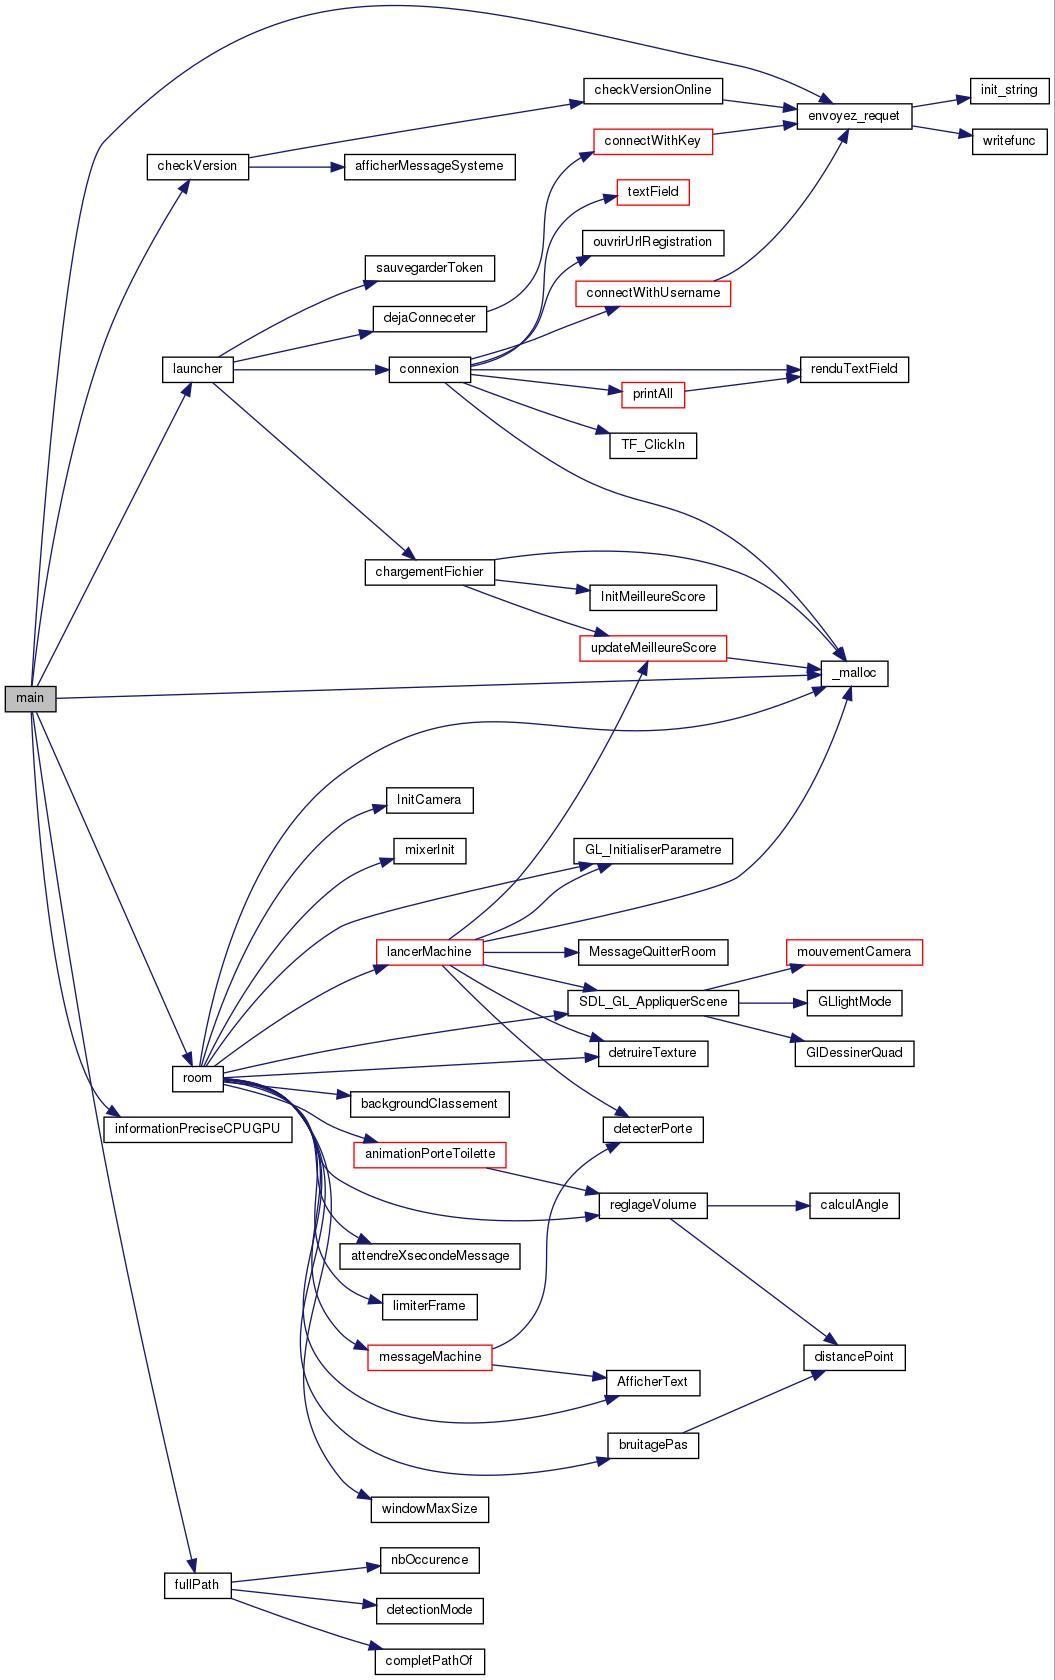 checkVersionOnline
init_string
envoyez_requet
connectWithKey
writefunc
checkVersion
afficherMessageSysteme
textField
ouvrirUrlRegistration
sauvegarderToken
connectWithUsername
dejaConneceter
launcher
connexion
renduTextField
printAll
TF_ClickIn
chargementFichier
InitMeilleureScore
updateMeilleureScore
_malloc
main
InitCamera
mixerInit
GL_InitialiserParametre
lancerMachine
MessageQuitterRoom
mouvementCamera
SDL_GL_AppliquerScene
GLlightMode
detruireTexture
GlDessinerQuad
room
backgroundClassement
informationPreciseCPUGPU
detecterPorte
animationPorteToilette
reglageVolume
calculAngle
attendreXsecondeMessage
limiterFrame
messageMachine
distancePoint
AfficherText
bruitagePas
windowMaxSize
nbOccurence
fullPath
detectionMode
completPathOf